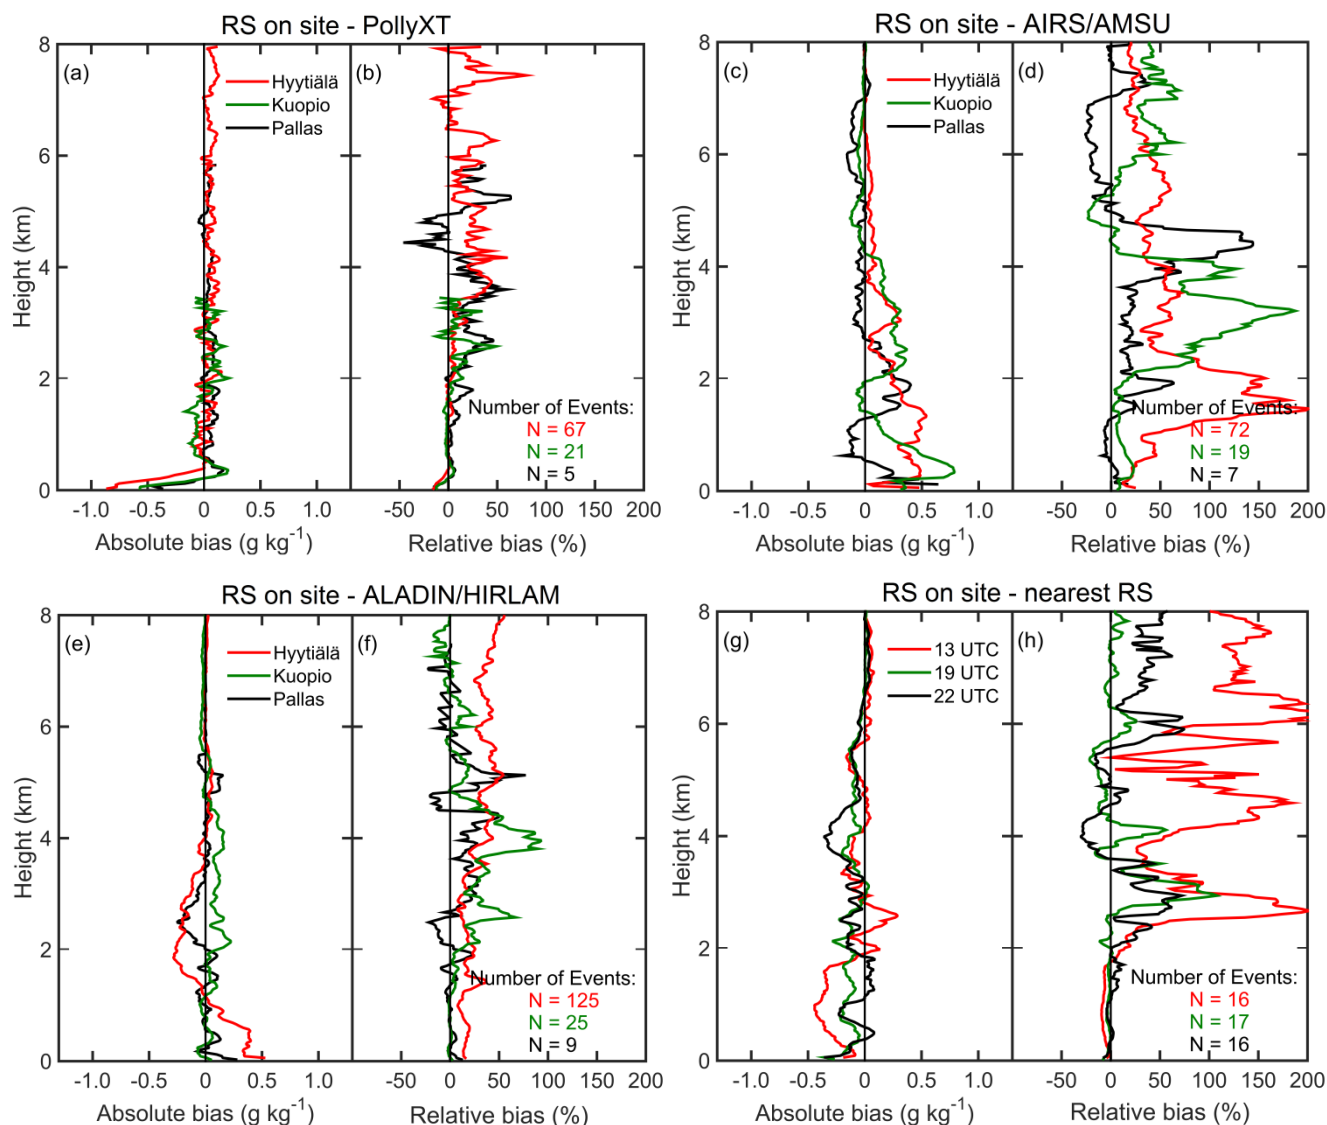 RS on site - PollyXT
(a)
Hyytiälä
Kuopio
Pallas
(b)
Number of Events:
N = 67
N = 21
N = 5
8
6
4
2
0
Height (km)
-1.0 -0.5 0 0.5 1.0
-50 0 50 100 150 200
Absolute bias (g kg⁻¹)
Relative bias (%)
RS on site - AIRS/AMSU
(c)
Hyytiälä
Kuopio
Pallas
(d)
Number of Events:
N = 72
N = 19
N = 7
8
6
4
2
0
Height (km)
-1.0 -0.5 0 0.5 1.0
-50 0 50 100 150 200
Absolute bias (g kg⁻¹)
Relative bias (%)
RS on site - ALADIN/HIRLAM
(e)
Hyytiälä
Kuopio
Pallas
(f)
Number of Events:
N = 125
N = 25
N = 9
8
6
4
2
0
Height (km)
-1.0 -0.5 0 0.5 1.0
-50 0 50 100 150 200
Absolute bias (g kg⁻¹)
Relative bias (%)
RS on site - nearest RS
(g)
13 UTC
19 UTC
22 UTC
(h)
Number of Events:
N = 16
N = 17
N = 16
8
6
4
2
0
Height (km)
-1.0 -0.5 0 0.5 1.0
-50 0 50 100 150 200
Absolute bias (g kg⁻¹)
Relative bias (%)